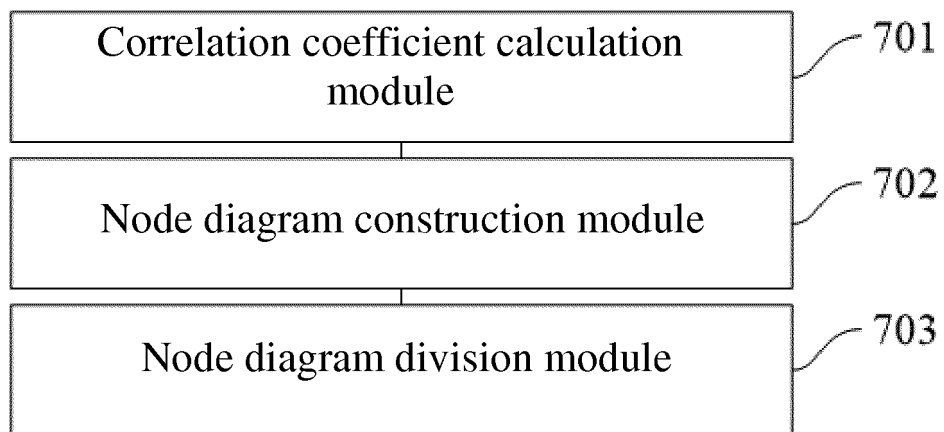 Correlation coefficient calculation
module
701
Node diagram construction module
702
Node diagram division module
703